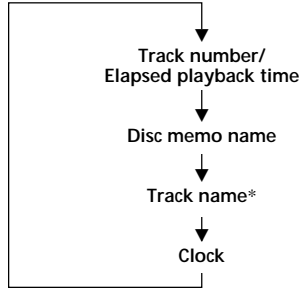 Track number/
Elapsed playback time
Disc memo name
Track name*
Clock